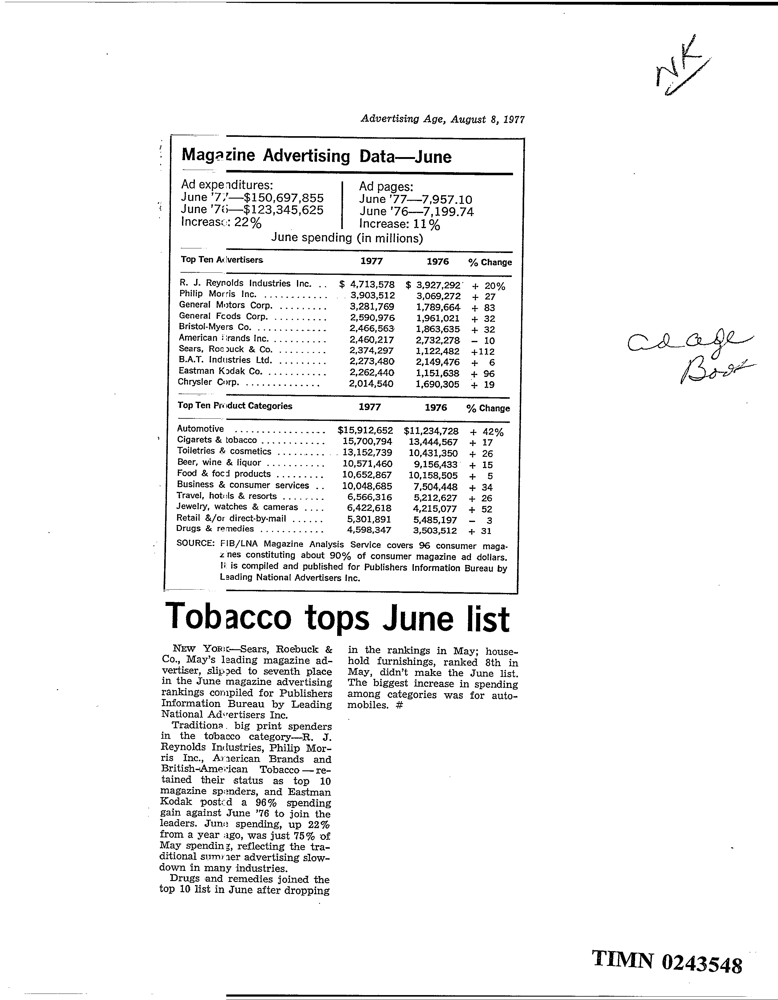 NK
Advertising Age, August 8, 1977
Magazine Advertising Data—June
Ad expenditures:
June '77—$150,697,855
June '76—$123,345,625
Increase: 22%
Ad pages:
June '77—7,957.10
June '76—7,199.74
Increase: 11%
June spending (in millions)
Top Ten Advertisers 1977 1976 % Change
R. J. Reynolds Industries Inc. .. $ 4,713,578 $ 3,927,292 + 20%
Philip Morris Inc. ............ 3,903,512 3,069,272 + 27
General Motors Corp. ......... 3,281,769 1,789,664 + 83
General Foods Corp. .......... 2,590,976 1,961,021 + 32
Bristol-Myers Co. ............. 2,466,563 1,863,635 + 32
American Brands Inc. ........... 2,460,217 2,732,278 − 10
Sears, Roebuck & Co. ......... 2,374,297 1,122,482 +112
B.A.T. Industries Ltd. ......... 2,273,480 2,149,476 + 6
Eastman Kodak Co. ........... 2,262,440 1,151,638 + 96
Chrysler Corp. .............. 2,014,540 1,690,305 + 19
Top Ten Product Categories 1977 1976 % Change
Automotive ................. $15,912,652 $11,234,728 + 42%
Cigarets & tobacco ............ 15,700,794 13,444,567 + 17
Toiletries & cosmetics .......... 13,152,739 10,431,350 + 26
Beer, wine & liquor ........... 10,571,460 9,156,433 + 15
Food & food products ......... 10,652,867 10,158,505 + 5
Business & consumer services .. 10,048,685 7,504,448 + 34
Travel, hotels & resorts ........ 6,566,316 5,212,627 + 26
Jewelry, watches & cameras .... 6,422,618 4,215,077 + 52
Retail &/or direct-by-mail ...... 5,301,891 5,485,197 − 3
Drugs & remedies ............ 4,598,347 3,503,512 + 31
SOURCE: PIB/LNA Magazine Analysis Service covers 96 consumer maga-
zines constituting about 90% of consumer magazine ad dollars.
It is compiled and published for Publishers Information Bureau by
Leading National Advertisers Inc.
ad age
Book
Tobacco tops June list
NEW YORK—Sears, Roebuck &
Co., May's leading magazine ad-
vertiser, slipped to seventh place
in the June magazine advertising
rankings compiled for Publishers
Information Bureau by Leading
National Advertisers Inc.
Traditional big print spenders
in the tobacco category—R. J.
Reynolds Industries, Philip Mor-
ris Inc., American Brands and
British-American Tobacco—re-
tained their status as top 10
magazine spenders, and Eastman
Kodak posted a 96% spending
gain against June '76 to join the
leaders. June spending, up 22%
from a year ago, was just 75% of
May spending, reflecting the tra-
ditional summer advertising slow-
down in many industries.
Drugs and remedies joined the
top 10 list in June after dropping
in the rankings in May; house-
hold furnishings, ranked 8th in
May, didn't make the June list.
The biggest increase in spending
among categories was for auto-
mobiles. #
TIMN 0243548